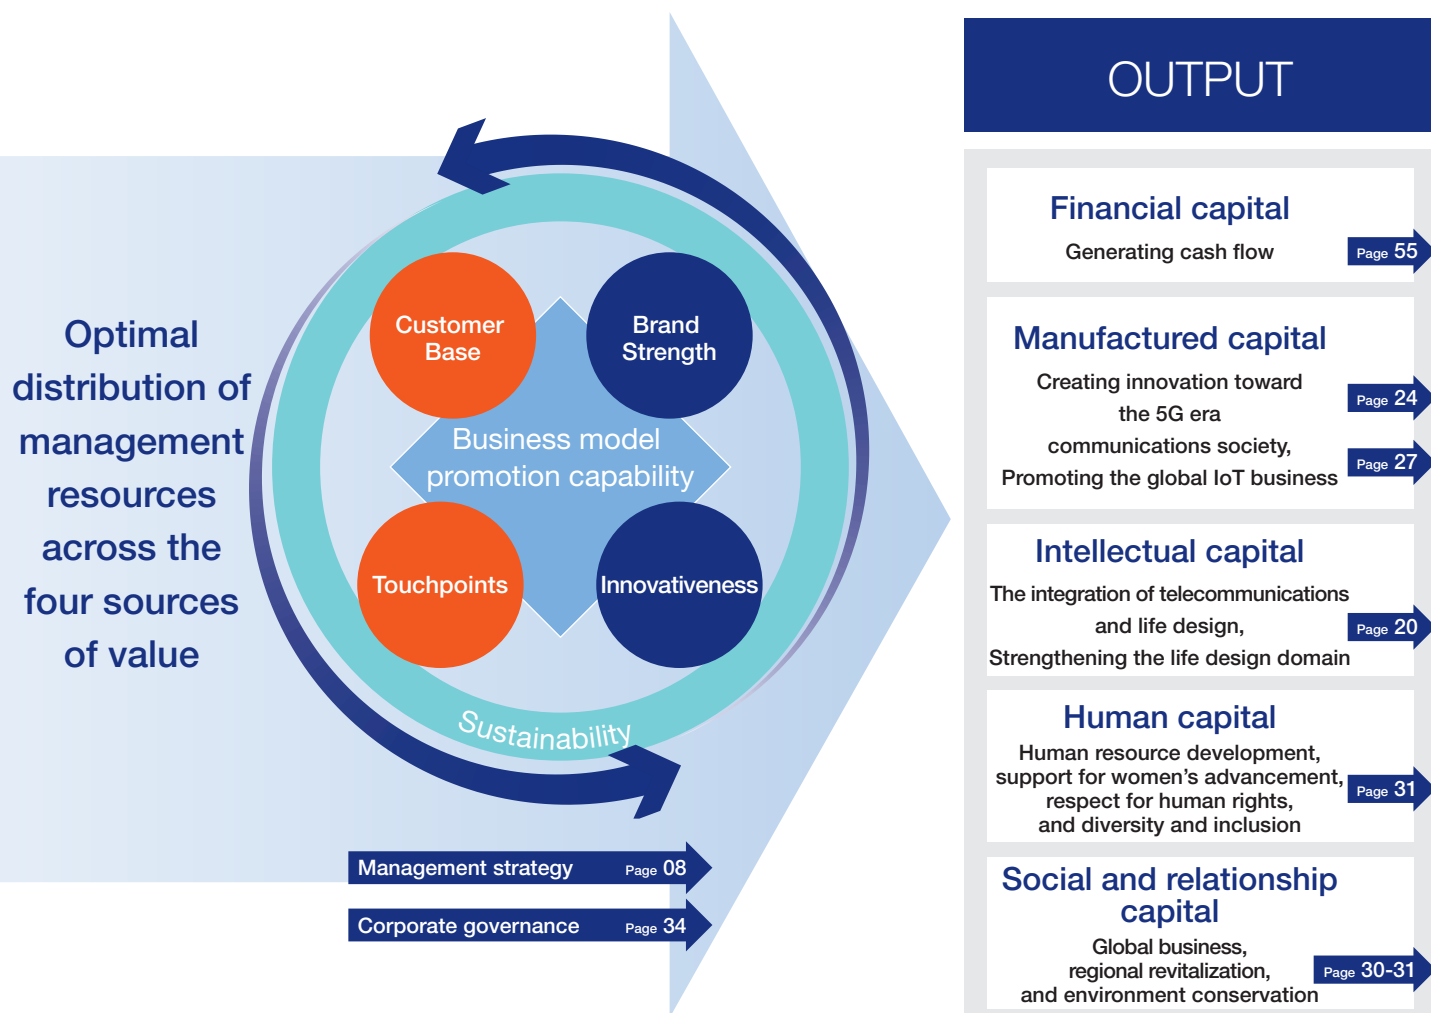 Optimal
distribution of
management
resources
across the
four sources
of value
Customer
Base
Brand
Strength
Business model
promotion capability
Touchpoints
Innovativeness
Sustainability
Management strategy Page 08
Corporate governance Page 34
OUTPUT
Financial capital
Generating cash flow
Page 55
Manufactured capital
Creating innovation toward
the 5G era
communications society,
Promoting the global IoT business
Page 24
Page 27
Intellectual capital
The integration of telecommunications
and life design,
Strengthening the life design domain
Page 20
Human capital
Human resource development,
support for women’s advancement,
respect for human rights,
and diversity and inclusion
Page 31
Social and relationship
capital
Global business,
regional revitalization,
and environment conservation
Page 30-31